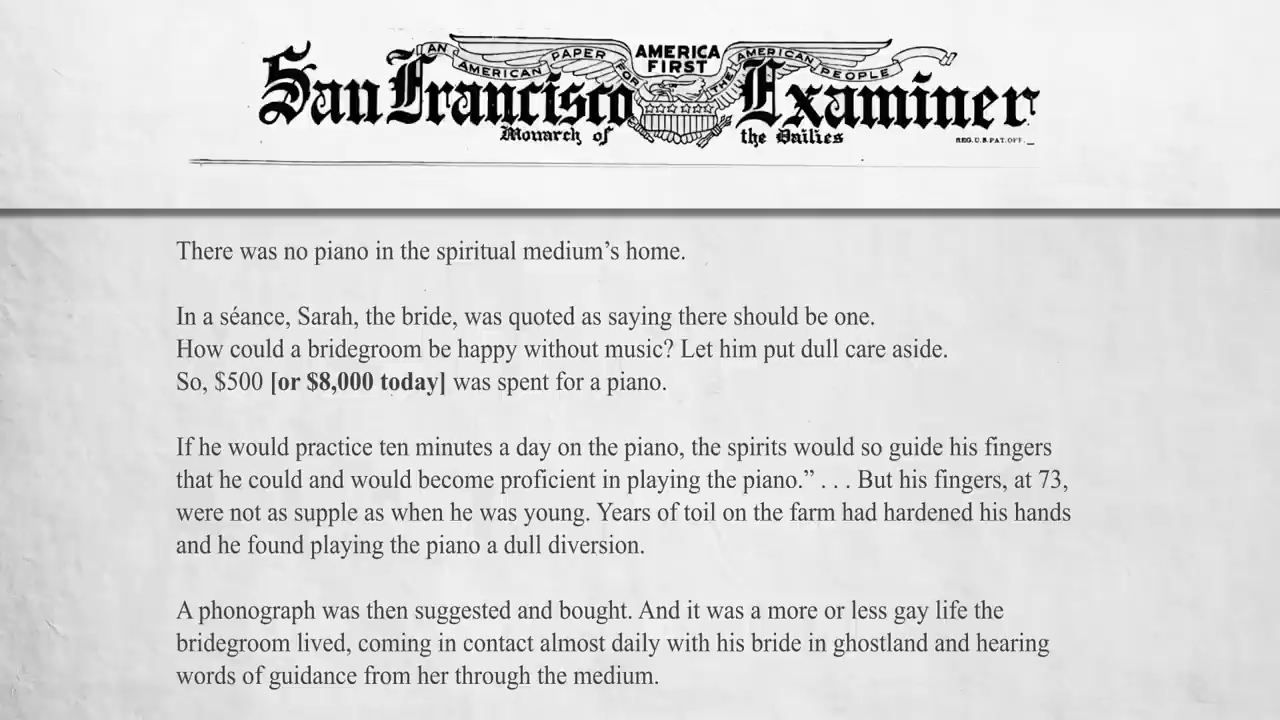 AN AMERICAN PAPER FOR THE AMERICAN PEOPLE
AMERICA
FIRST
San Francisco Examiner
Monarch of the Dailies
REG.U.S.PAT.OFF.
There was no piano in the spiritual medium’s home.
In a séance, Sarah, the bride, was quoted as saying there should be one.
How could a bridegroom be happy without music? Let him put dull care aside.
So, $500 [or $8,000 today] was spent for a piano.
If he would practice ten minutes a day on the piano, the spirits would so guide his fingers
that he could and would become proficient in playing the piano.” . . . But his fingers, at 73,
were not as supple as when he was young. Years of toil on the farm had hardened his hands
and he found playing the piano a dull diversion.
A phonograph was then suggested and bought. And it was a more or less gay life the
bridegroom lived, coming in contact almost daily with his bride in ghostland and hearing
words of guidance from her through the medium.